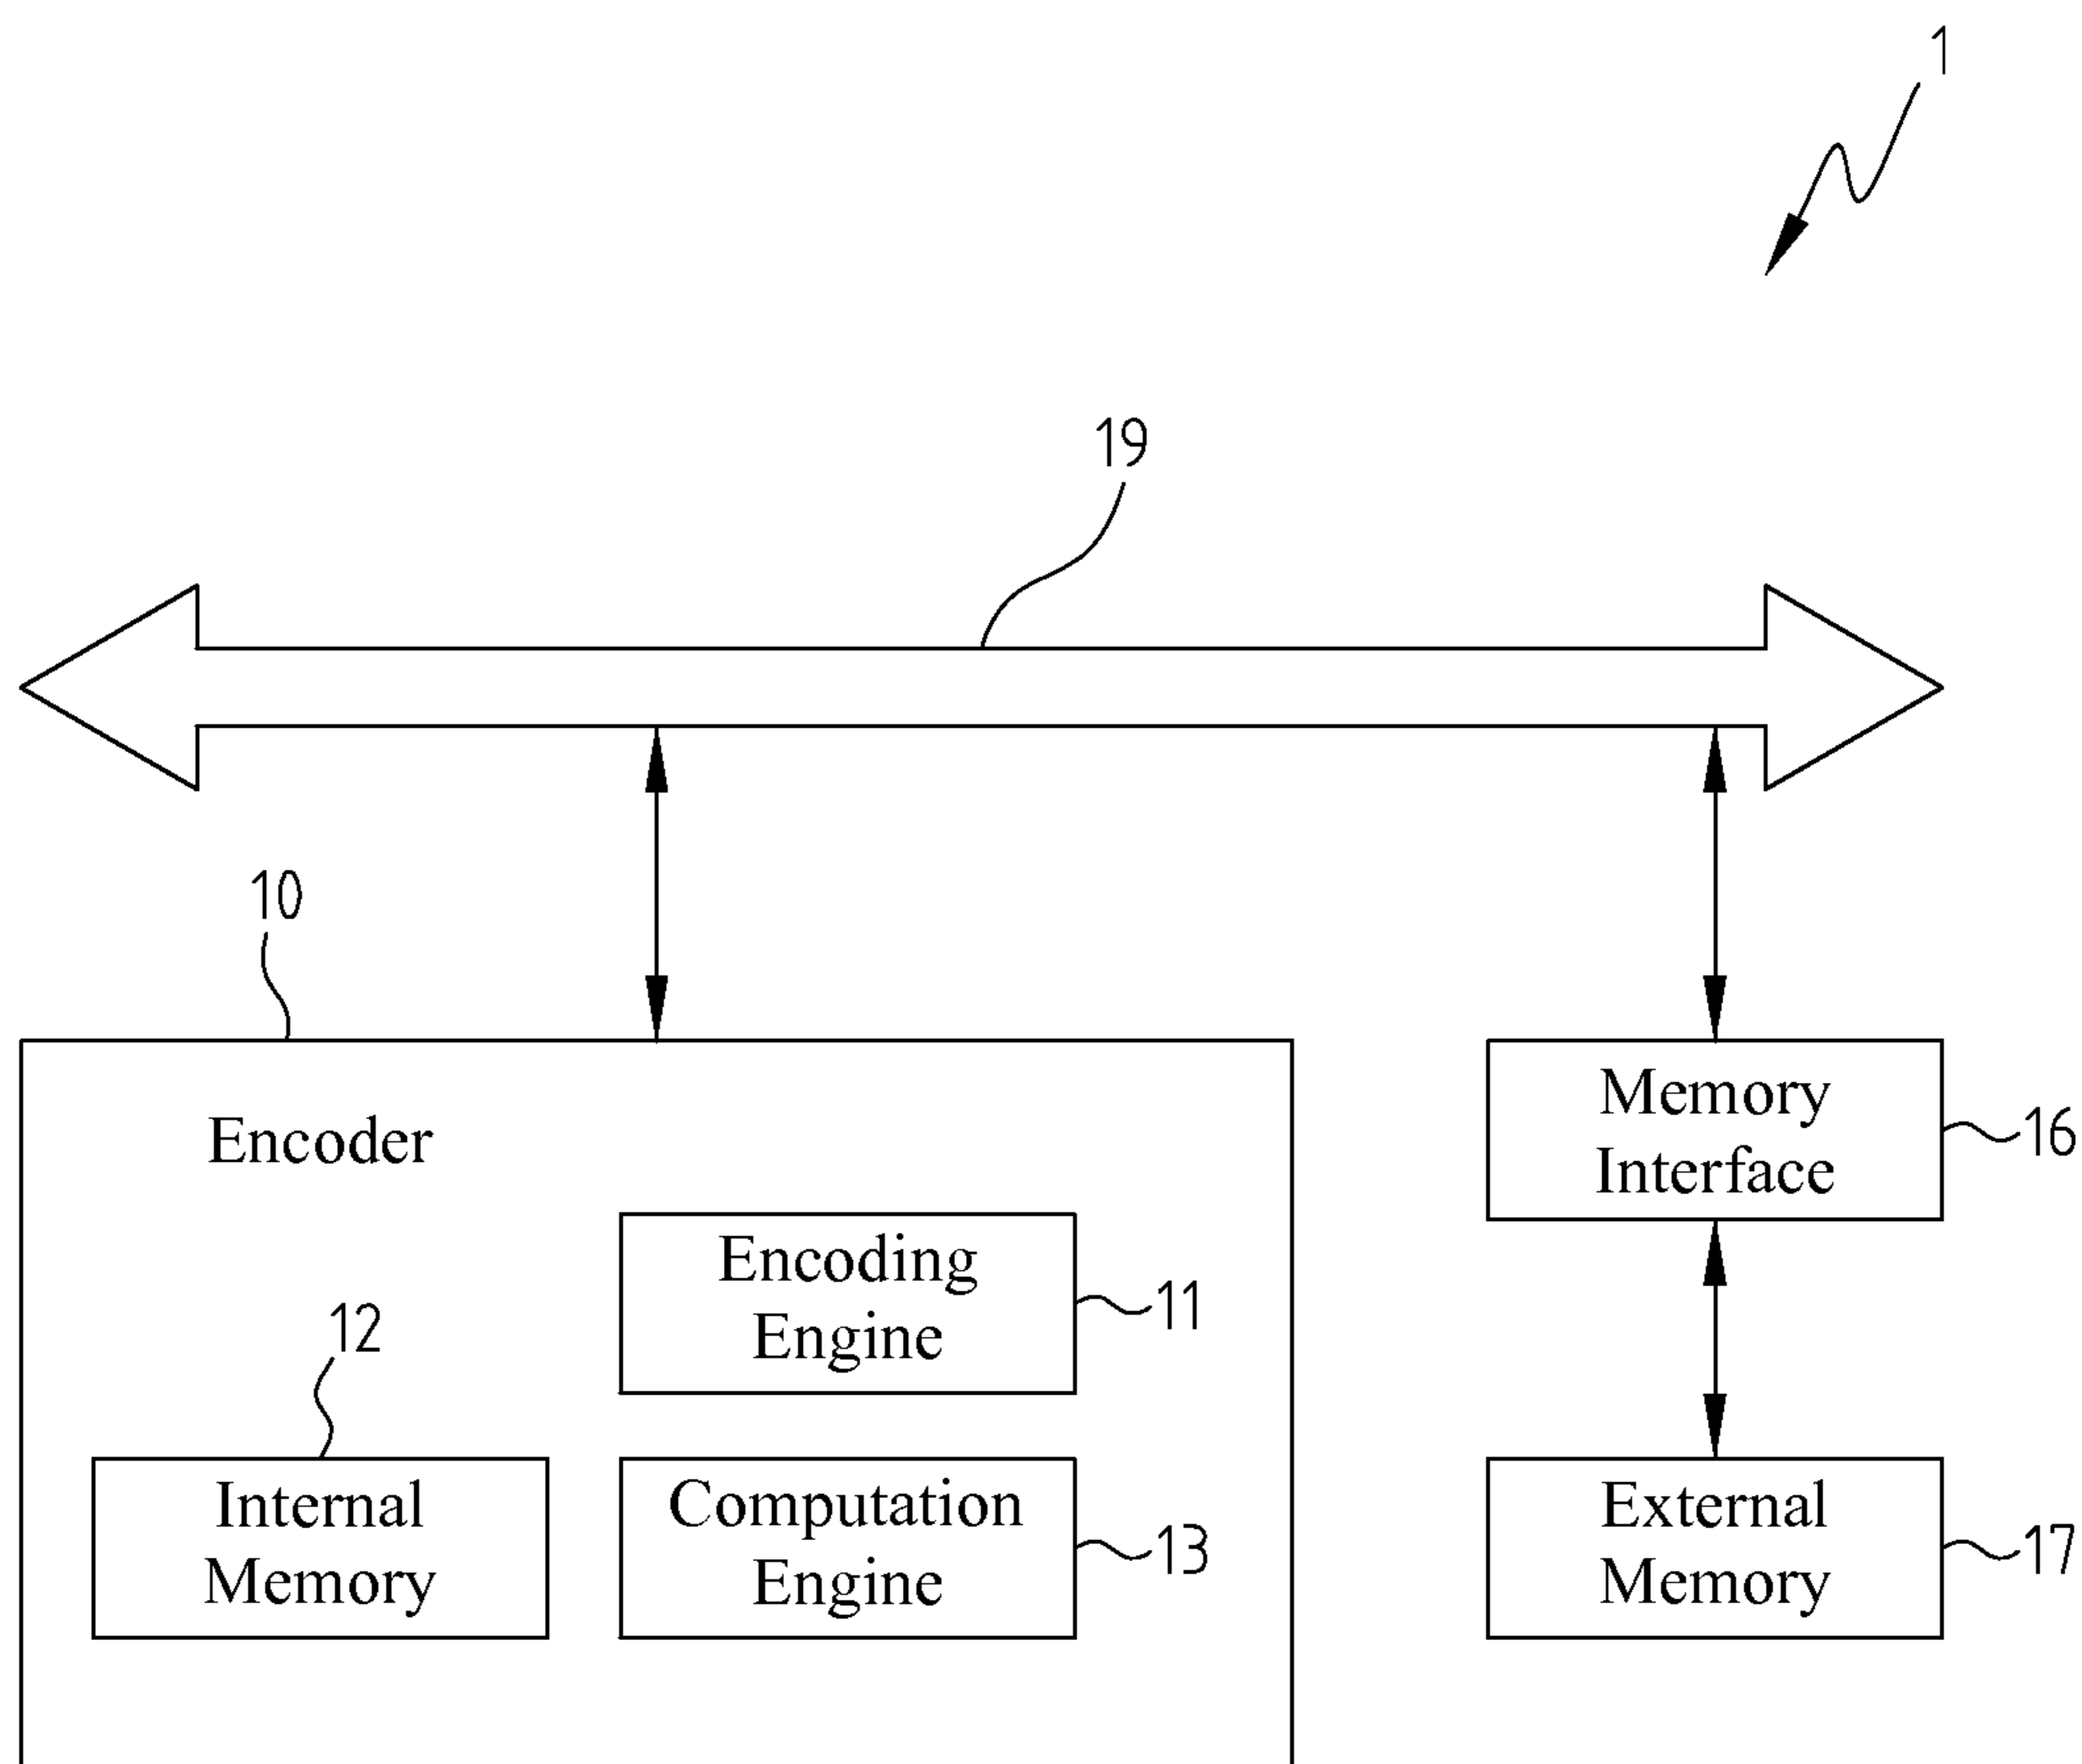 1
19
10
Encoder
Memory
Interface
16
Encoding
Engine
11
12
Internal
Memory
Computation
Engine
13
External
Memory
17